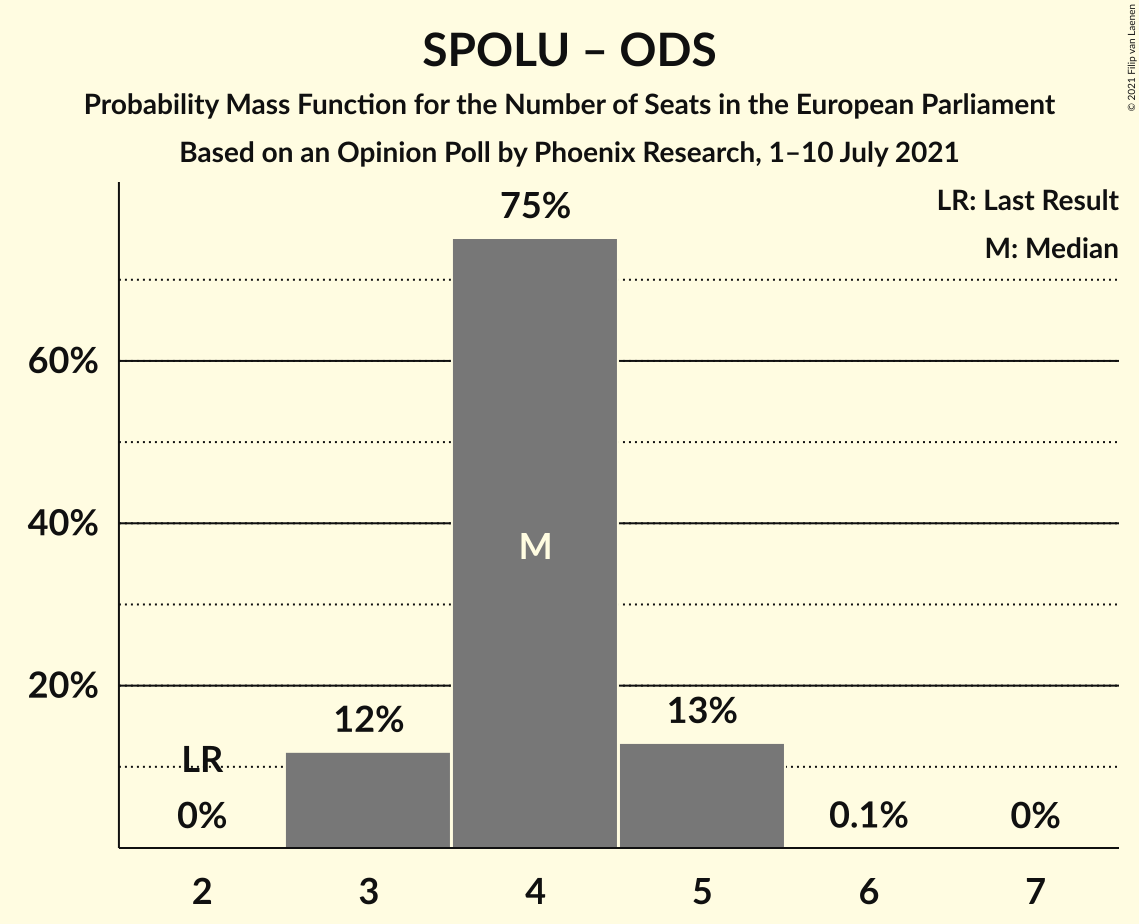 SPOLU – ODS
Probability Mass Function for the Number of Seats in the European Parliament
Based on an Opinion Poll by Phoenix Research, 1–10 July 2021
© 2021 Filip van Laenen
LR: Last Result
M: Median
75%
60%
40%
M
20%
12%
13%
LR
0%
0.1%
0%
2
3
4
5
6
7